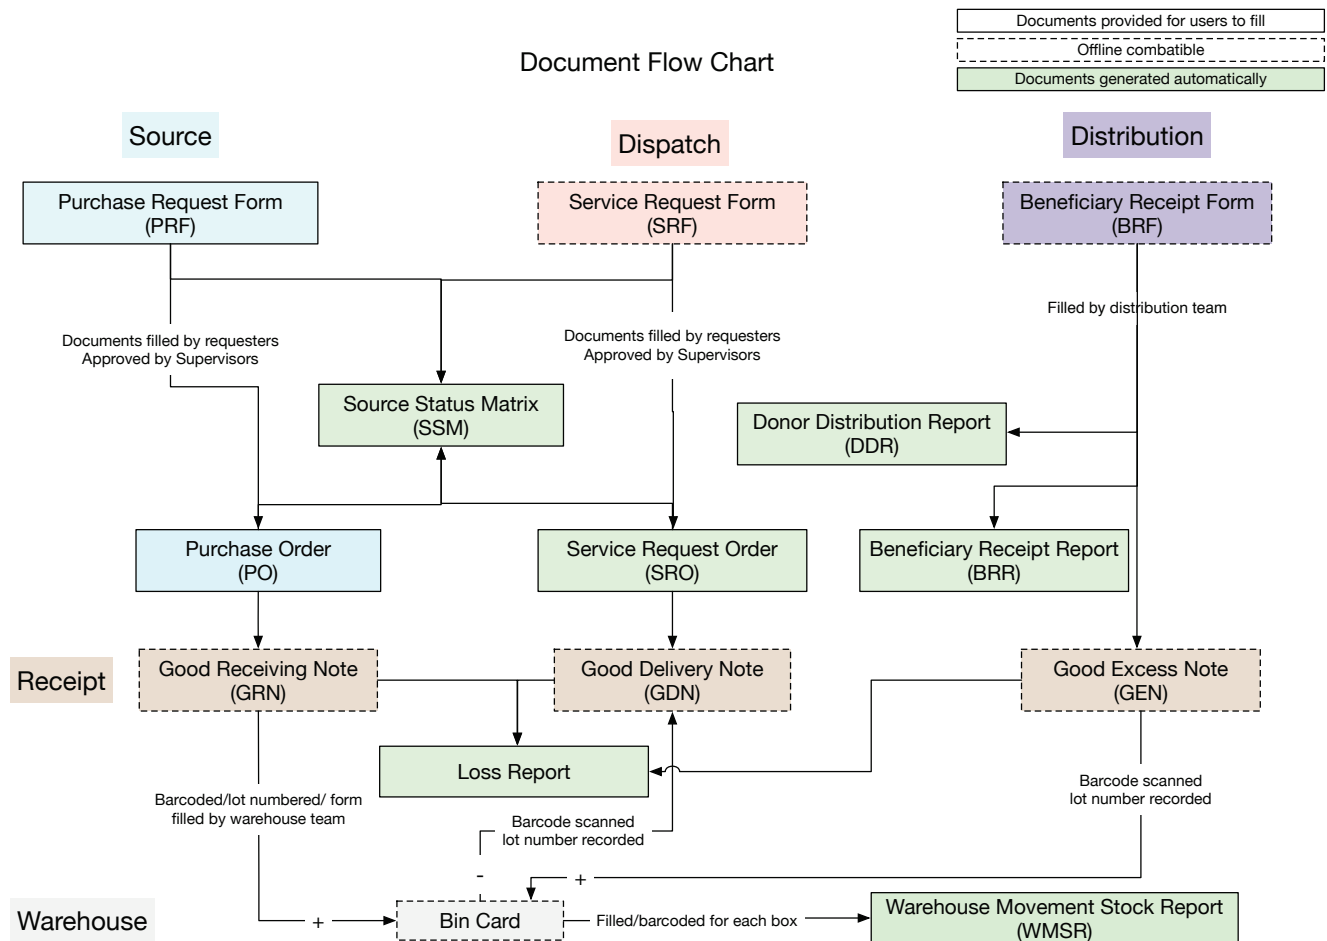 Documents provided for users to fill
Offline combatible
Documents generated automatically
Document Flow Chart
Source
Dispatch
Distribution
Purchase Request Form
(PRF)
Service Request Form
(SRF)
Beneficiary Receipt Form
(BRF)
Filled by distribution team
Documents filled by requesters
Approved by Supervisors
Documents filled by requesters
Approved by Supervisors
Source Status Matrix
(SSM)
Donor Distribution Report
(DDR)
Purchase Order
(PO)
Service Request Order
(SRO)
Beneficiary Receipt Report
(BRR)
Receipt
Good Receiving Note
(GRN)
Good Delivery Note
(GDN)
Good Excess Note
(GEN)
Loss Report
Barcoded/lot numbered/ form
filled by warehouse team
Barcode scanned
lot number recorded
Barcode scanned
lot number recorded
-
+
Warehouse
+
Bin Card
Filled/barcoded for each box
Warehouse Movement Stock Report
(WMSR)